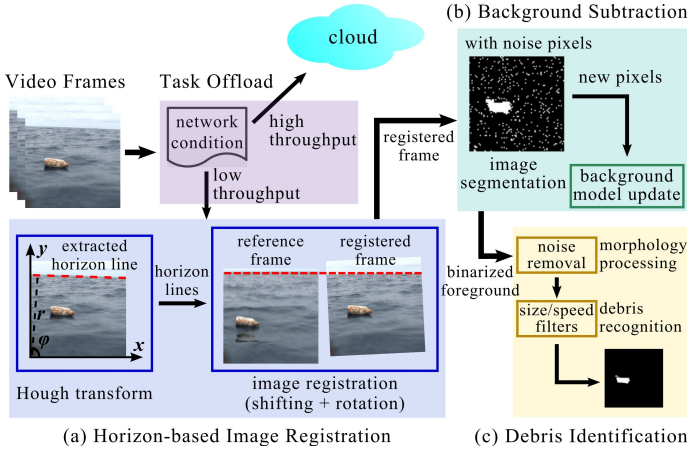 (b) Background Subtraction
cloud
Video Frames
Task Offload
network
condition
high
throughput
low
throughput
registered
frame
with noise pixels
new pixels
image
segmentation
background
model update
y
extracted
horizon line
r
φ
x
Hough transform
horizon
lines
reference
frame
registered
frame
image registration
(shifting + rotation)
(a) Horizon-based Image Registration
binarized
foreground
noise
removal
morphology
processing
size/speed
filters
debris
recognition
(c) Debris Identification